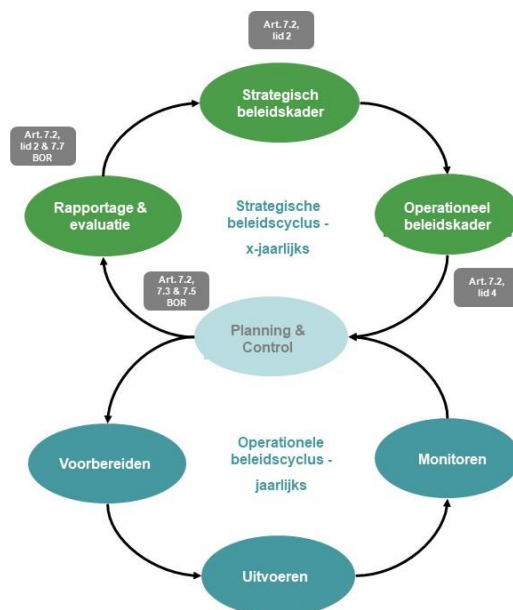 Art. 7.2,
lid 2
Strategisch
beleidskader
Art. 7.2,
lid 2 & 7.7
BOR
Rapportage &
evaluatie
Strategische
beleidscyclus -
x-jaarlijks
Operationeel
beleidskader
Art. 7.2,
7.3 & 7.5
BOR
Art. 7.2,
lid 4
Planning &
Control
Voorbereiden
Operationele
beleidscyclus -
jaarlijks
Monitoren
Uitvoeren